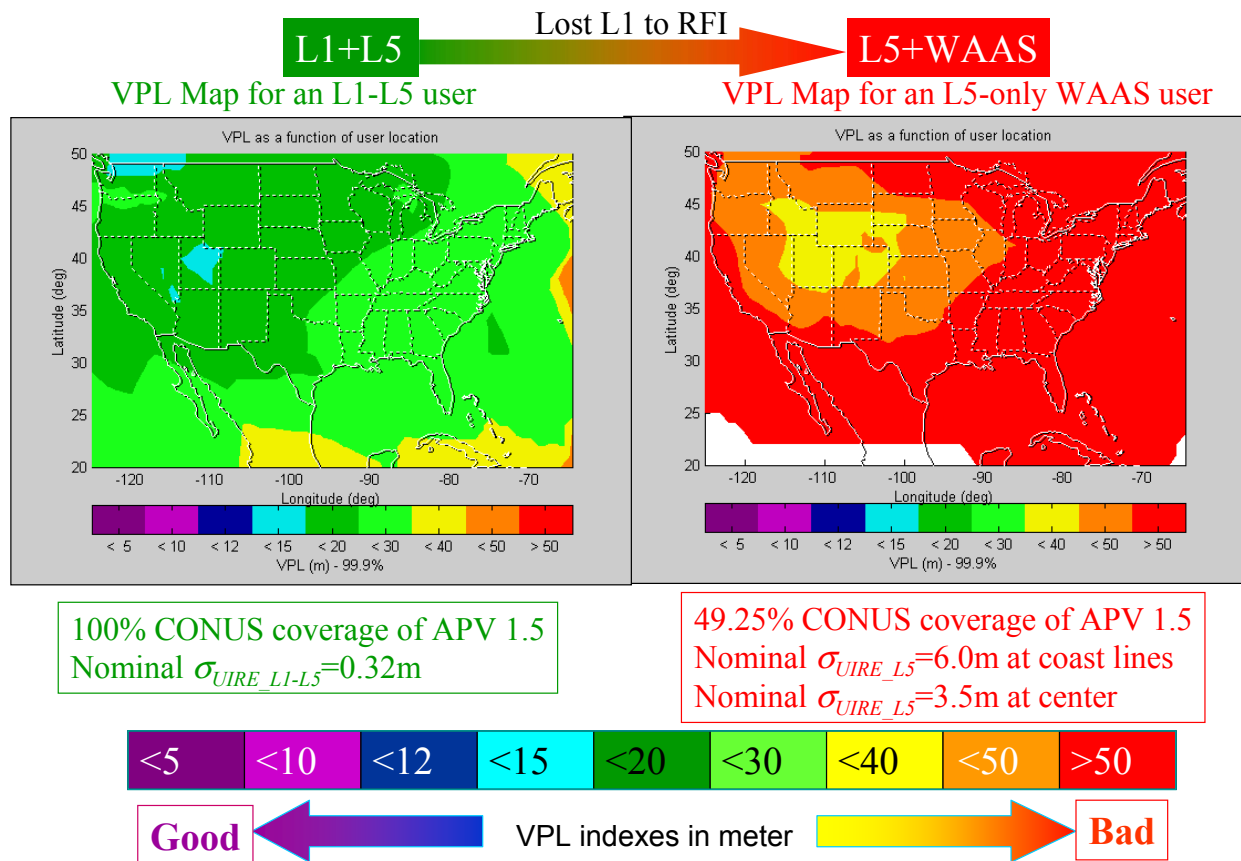 Lost L1 to RFI
L1+L5
L5+WAAS
VPL Map for an L1-L5 user
VPL Map for an L5-only WAAS user
VPL as a function of user location
50
45
40
35
30
25
20
Latitude (deg)
-120 -110 -100 -90 -80 -70
Longitude (deg)
< 5 < 10 < 12 < 15 < 20 < 30 < 40 < 50 > 50
VPL (m) - 99.9%
VPL as a function of user location
50
45
40
35
30
25
20
Latitude (deg)
-120 -110 -100 -90 -80 -70
Longitude (deg)
< 5 < 10 < 12 < 15 < 20 < 30 < 40 < 50 > 50
VPL (m) - 99.9%
100% CONUS coverage of APV 1.5
Nominal σUIRE_L1-L5=0.32m
49.25% CONUS coverage of APV 1.5
Nominal σUIRE_L5=6.0m at coast lines
Nominal σUIRE_L5=3.5m at center
<5 <10 <12 <15 <20 <30 <40 <50 >50
Good VPL indexes in meter Bad